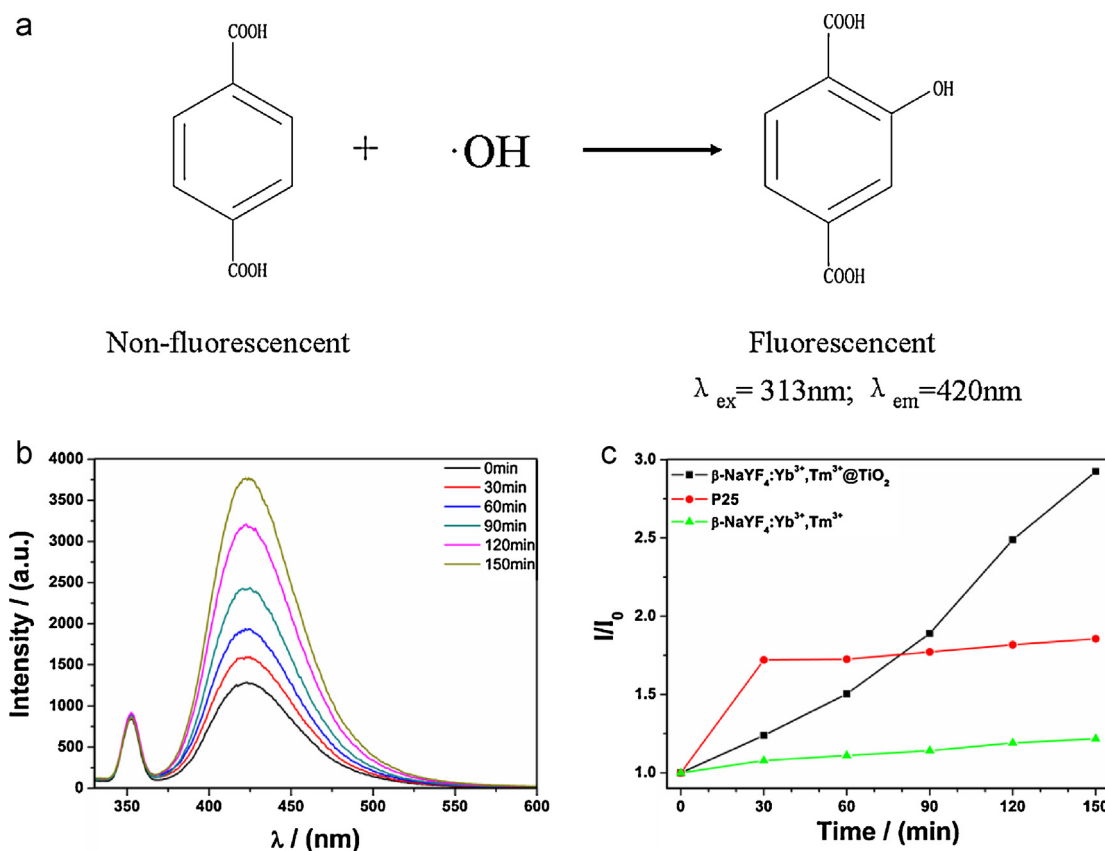 a
COOH
COOH
+ ·OH
COOH
OH
COOH
Non-fluorescencent
Fluorescencent
λ ex= 313nm; λ em=420nm
b
4000
3500
3000
2500
2000
1500
1000
500
0
Intensity / (a.u.)
0min
30min
60min
90min
120min
150min
350 400 450 500 550 600
λ / (nm)
c
3.0
2.5
2.0
1.5
1.0
I/I0
β-NaYF4:Yb3+,Tm3+@TiO2
P25
β-NaYF4:Yb3+,Tm3+
0 30 60 90 120 150
Time / (min)